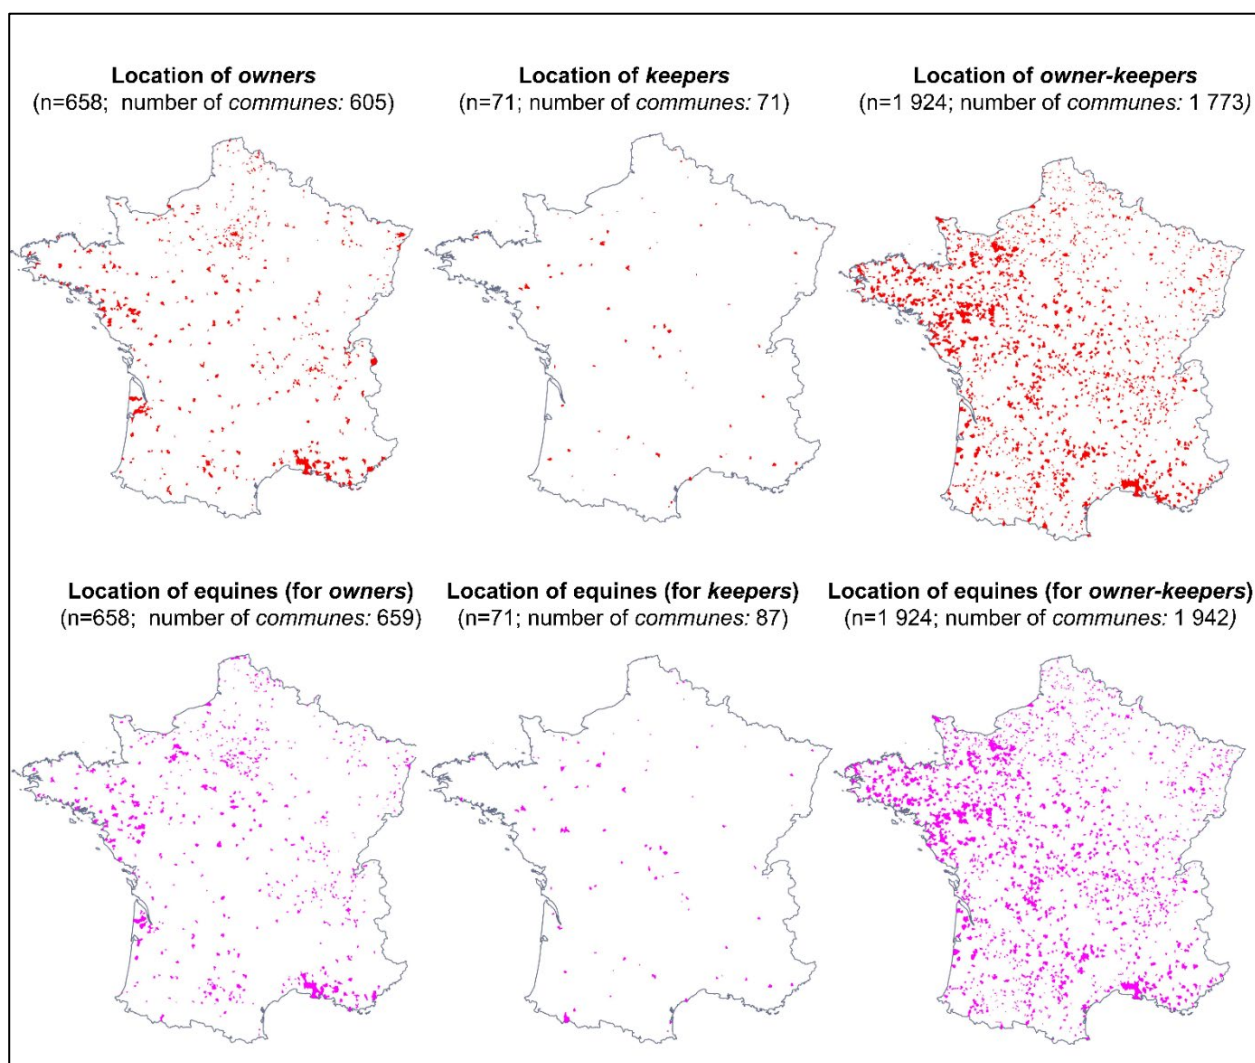 Location of owners
(n=658; number of communes: 605)
Location of keepers
(n=71; number of communes: 71)
Location of owner-keepers
(n=1 924; number of communes: 1 773)
Location of equines (for owners)
(n=658; number of communes: 659)
Location of equines (for keepers)
(n=71; number of communes: 87)
Location of equines (for owner-keepers)
(n=1 924; number of communes: 1 942)